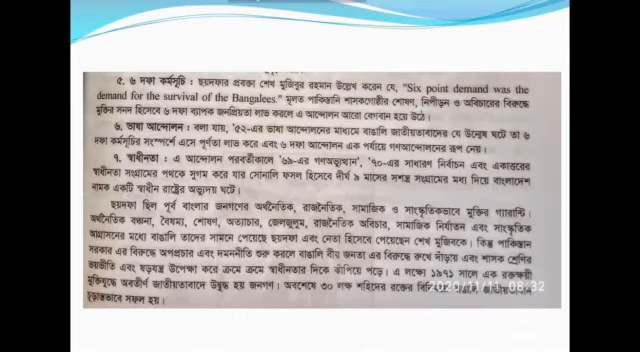 ৫. ৬ দফা কর্মসূচি : ছয়দফার প্রবক্তা শেখ মুজিবুর রহমান উল্লেখ করেন যে, "Six point demand was the
demand for the survival of the Bangalees." মূলত পাকিস্তানি শাসকগোষ্ঠীর শোষণ, নিপীড়ন ও অবিচারের বিরুদ্ধে
মুক্তির সনদ হিসেবে ৬ দফা ব্যাপক জনপ্রিয়তা লাভ করলে এ আন্দোলন আরো বেগবান হয়ে উঠে।
৬. ভাষা আন্দোলন : বলা যায়, '৫২-এর ভাষা আন্দোলনের মাধ্যমে বাঙালি জাতীয়তাবাদের যে উন্মেষ ঘটে তা ৬
দফা কর্মসূচির সংস্পর্শে এসে পূর্ণতা লাভ করে এবং ৬ দফা আন্দোলন এক পর্যায়ে গণআন্দোলনের রূপ নেয়।
৭. স্বাধীনতা : এ আন্দোলন পরবর্তীকালে '৬৯-এর গণঅভ্যুত্থান, '৭০-এর সাধারণ নির্বাচন এবং একাত্তরের
স্বাধীনতা সংগ্রামের পথকে সুগম করে যার সোনালি ফসল হিসেবে দীর্ঘ ৯ মাসের সশস্ত্র সংগ্রামের মধ্য দিয়ে বাংলাদেশ
নামক একটি স্বাধীন রাষ্ট্রের অভ্যুদয় ঘটে।
ছয়দফা ছিল পূর্ব বাংলার জনগণের অর্থনৈতিক, রাজনৈতিক, সামাজিক ও সাংস্কৃতিকভাবে মুক্তির গ্যারান্টি।
অর্থনৈতিক বঞ্চনা, বৈষম্য, শোষণ, অত্যাচার, জেলজুলুম, রাজনৈতিক অবিচার, সামাজিক নির্যাতন এবং সাংস্কৃতিক
আগ্রাসনের মধ্যে বাঙালি তাদের সামনে পেয়েছে ছয়দফা এবং নেতা হিসেবে পেয়েছেন শেখ মুজিবকে। কিন্তু পাকিস্তান
সরকার এর বিরুদ্ধে অপপ্রচার এবং দমননীতি শুরু করলে বাঙালি বীর জনতা এর বিরুদ্ধে রুখে দাঁড়ায় এবং শাসক শ্রেণির
ভয়ভীতি এবং ষড়যন্ত্র উপেক্ষা করে ক্রমে ক্রমে স্বাধীনতার দিকে ঝাঁপিয়ে পড়ে। এ লক্ষ্যে ১৯৭১ সালে এক রক্তক্ষয়ী
মুক্তিযুদ্ধে অবতীর্ণ জাতীয়তাবাদে উদ্বুদ্ধ হয় জনগণ। অবশেষে ৩০ লক্ষ শহিদের রক্তের
2020/11/11 08:32
চূড়ান্তভাবে সফল হয়।